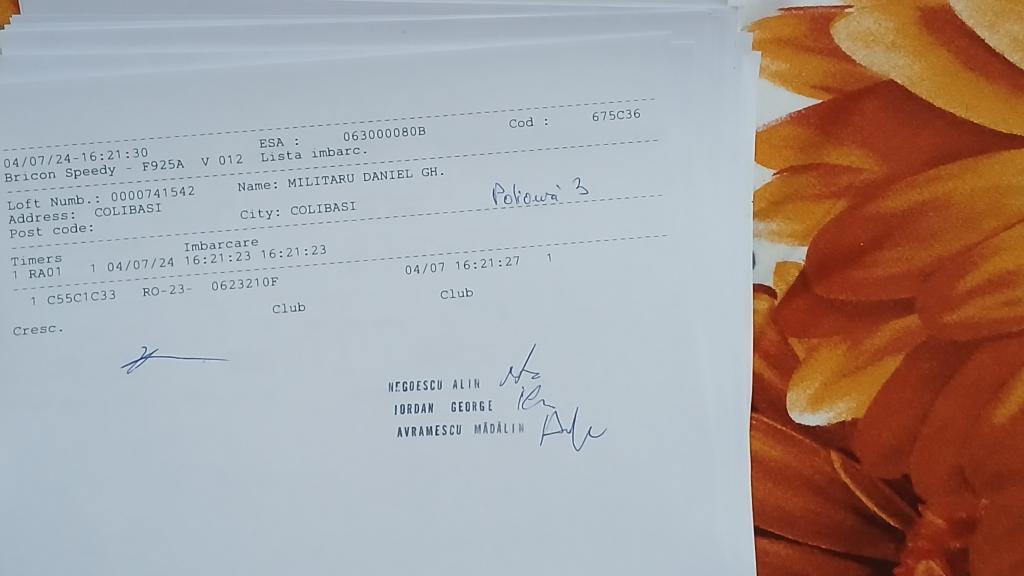 04/07/24-16:21:30 ESA : 063000080B Cod : 675C36
Bricon Speedy - F925A V 012 Lista imbarc.
Loft Numb.: 0000741542 Name: MILITARU DANIEL GH.
Address: COLIBASI
Post code: City: COLIBASI
Poliowa 3
Timers Imbarcare
1 RA01 1 04/07/24 16:21:23 16:21:23
1 C55C1C33 RO-23- 0623210F 04/07 16:21:27 1
Cresc. Club Club
NEGOESCU ALIN
IORDAN GEORGE
AVRAMESCU MĂDĂLIN